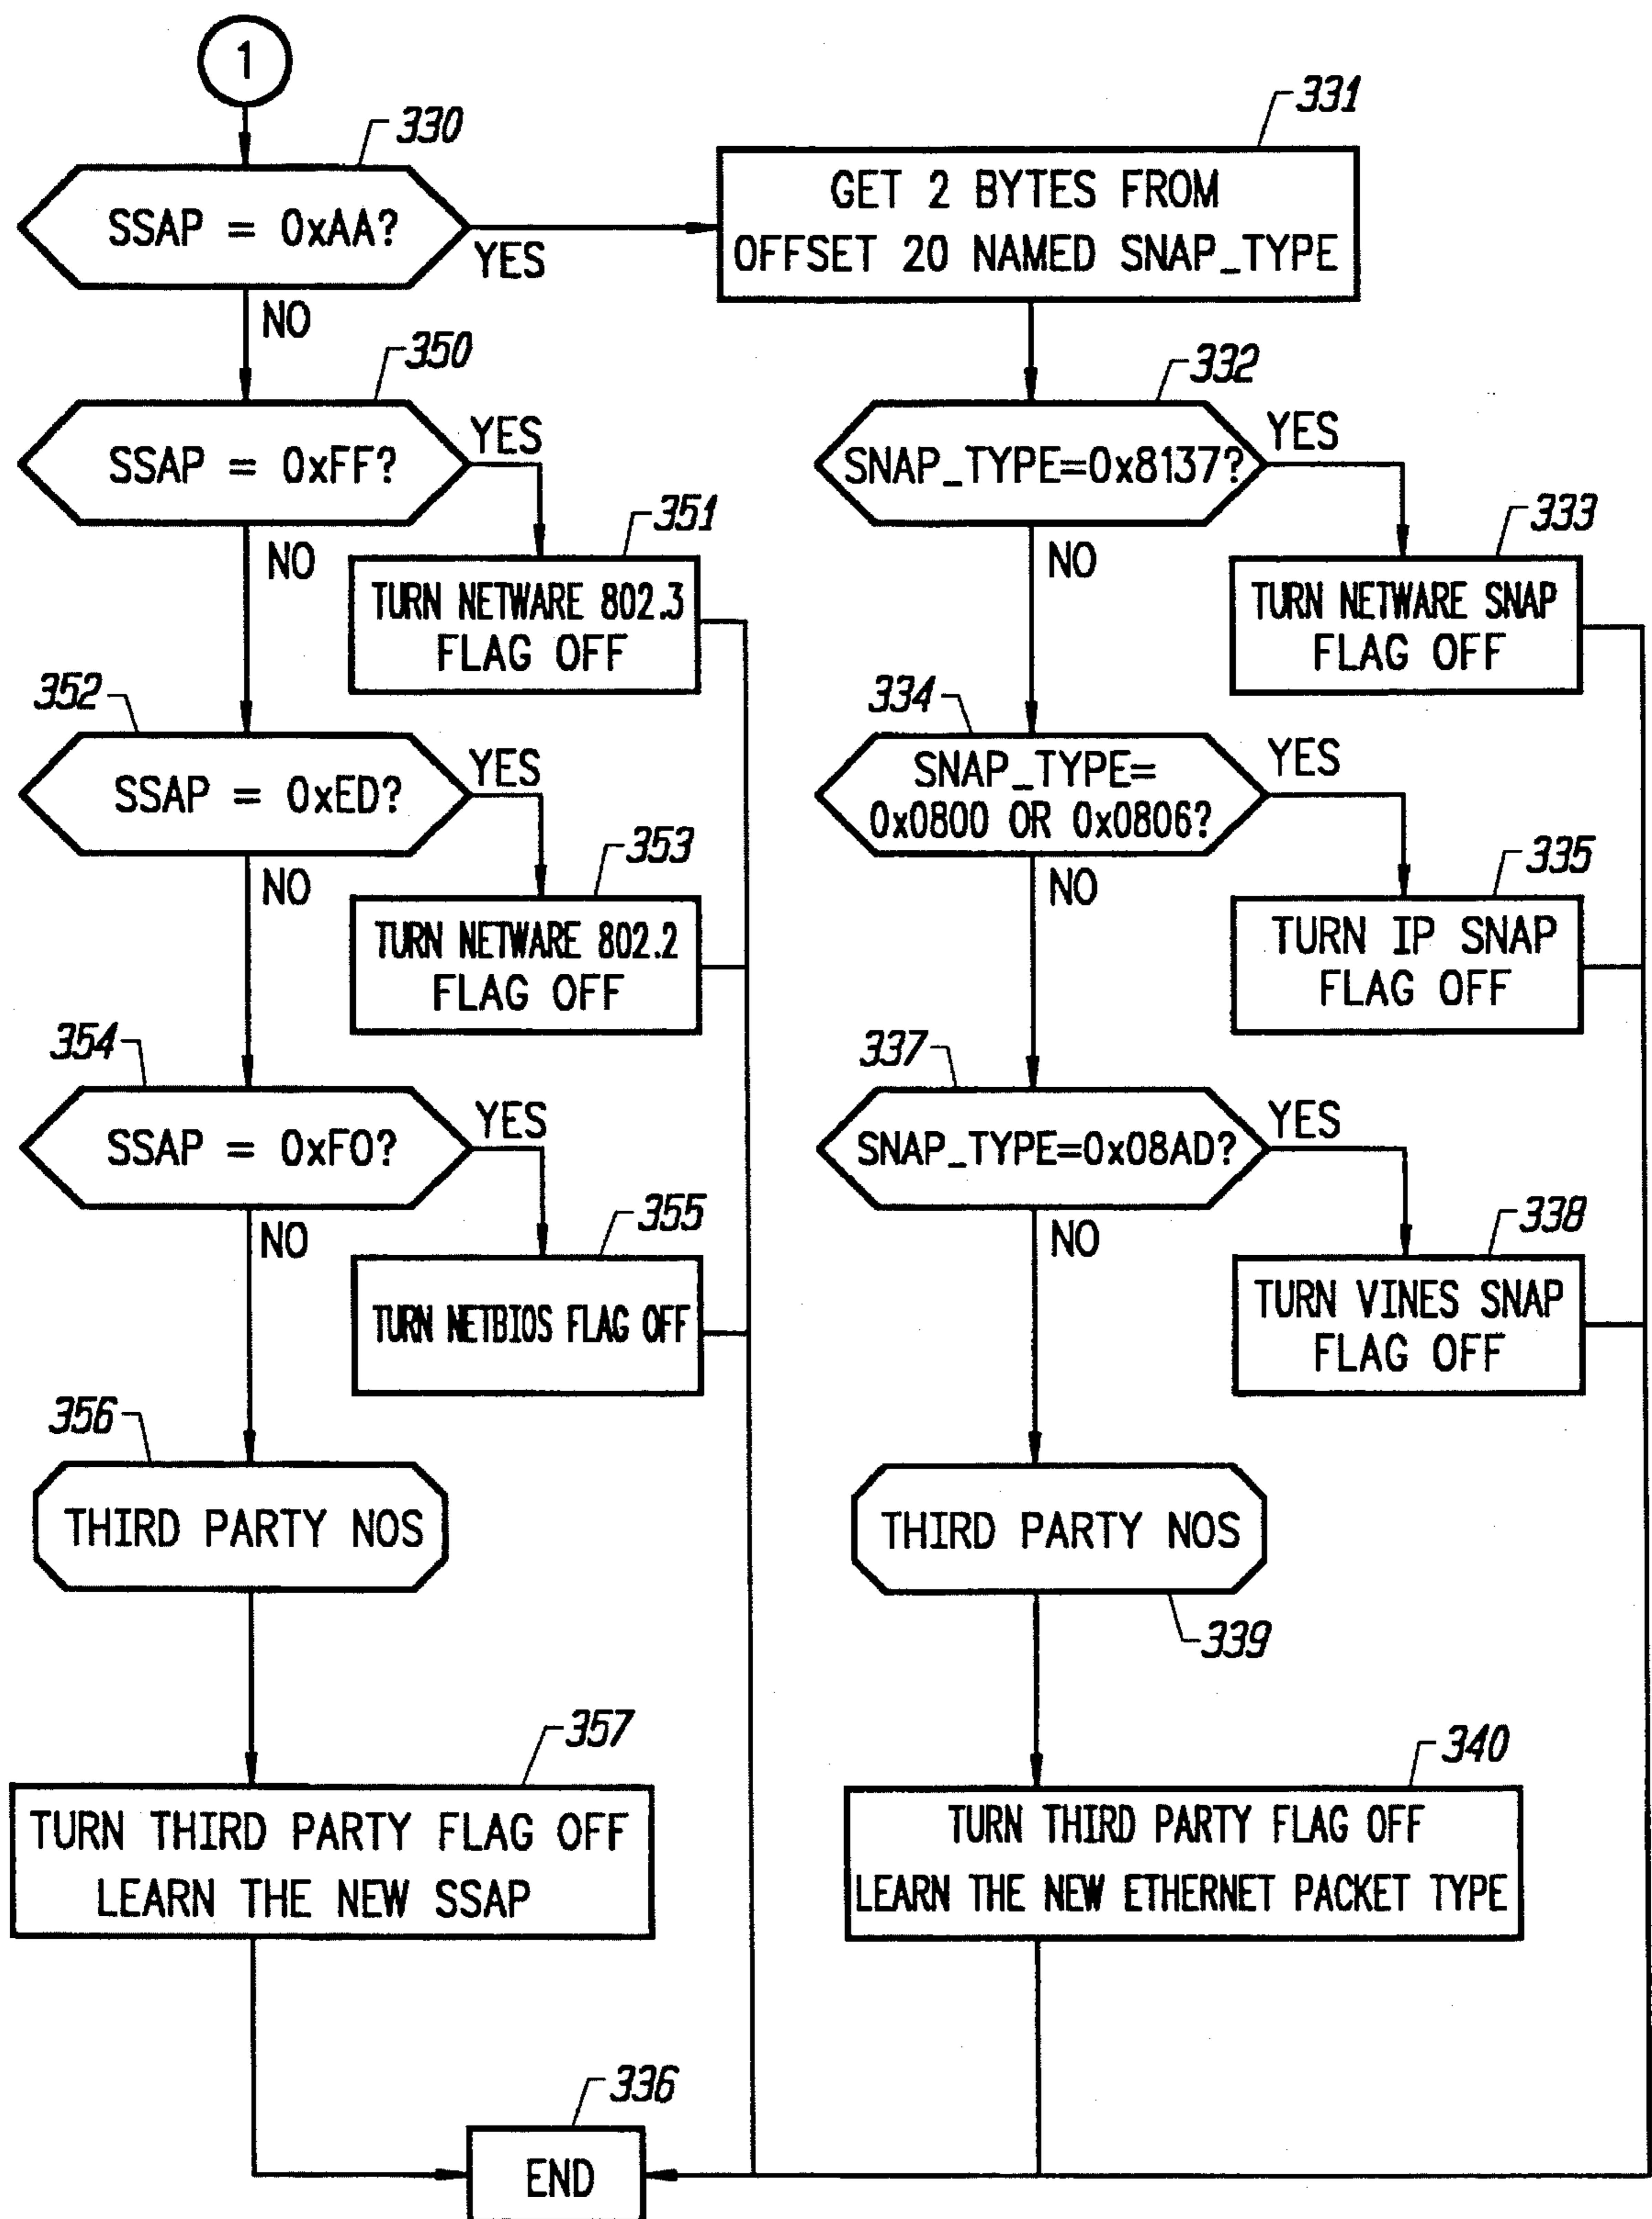 1
330
SSAP = 0xAA?
YES
NO
331
GET 2 BYTES FROM
OFFSET 20 NAMED SNAP_TYPE
350
SSAP = 0xFF?
YES
NO
351
TURN NETWARE 802.3
FLAG OFF
332
SNAP_TYPE=0x8137?
YES
NO
333
TURN NETWARE SNAP
FLAG OFF
352
SSAP = 0xED?
YES
NO
353
TURN NETWARE 802.2
FLAG OFF
334
SNAP_TYPE=
0x0800 OR 0x0806?
YES
NO
335
TURN IP SNAP
FLAG OFF
354
SSAP = 0xFO?
YES
NO
355
TURN NETBIOS FLAG OFF
337
SNAP_TYPE=0x08AD?
YES
NO
338
TURN VINES SNAP
FLAG OFF
356
THIRD PARTY NOS
THIRD PARTY NOS
339
357
TURN THIRD PARTY FLAG OFF
LEARN THE NEW SSAP
340
TURN THIRD PARTY FLAG OFF
LEARN THE NEW ETHERNET PACKET TYPE
336
END